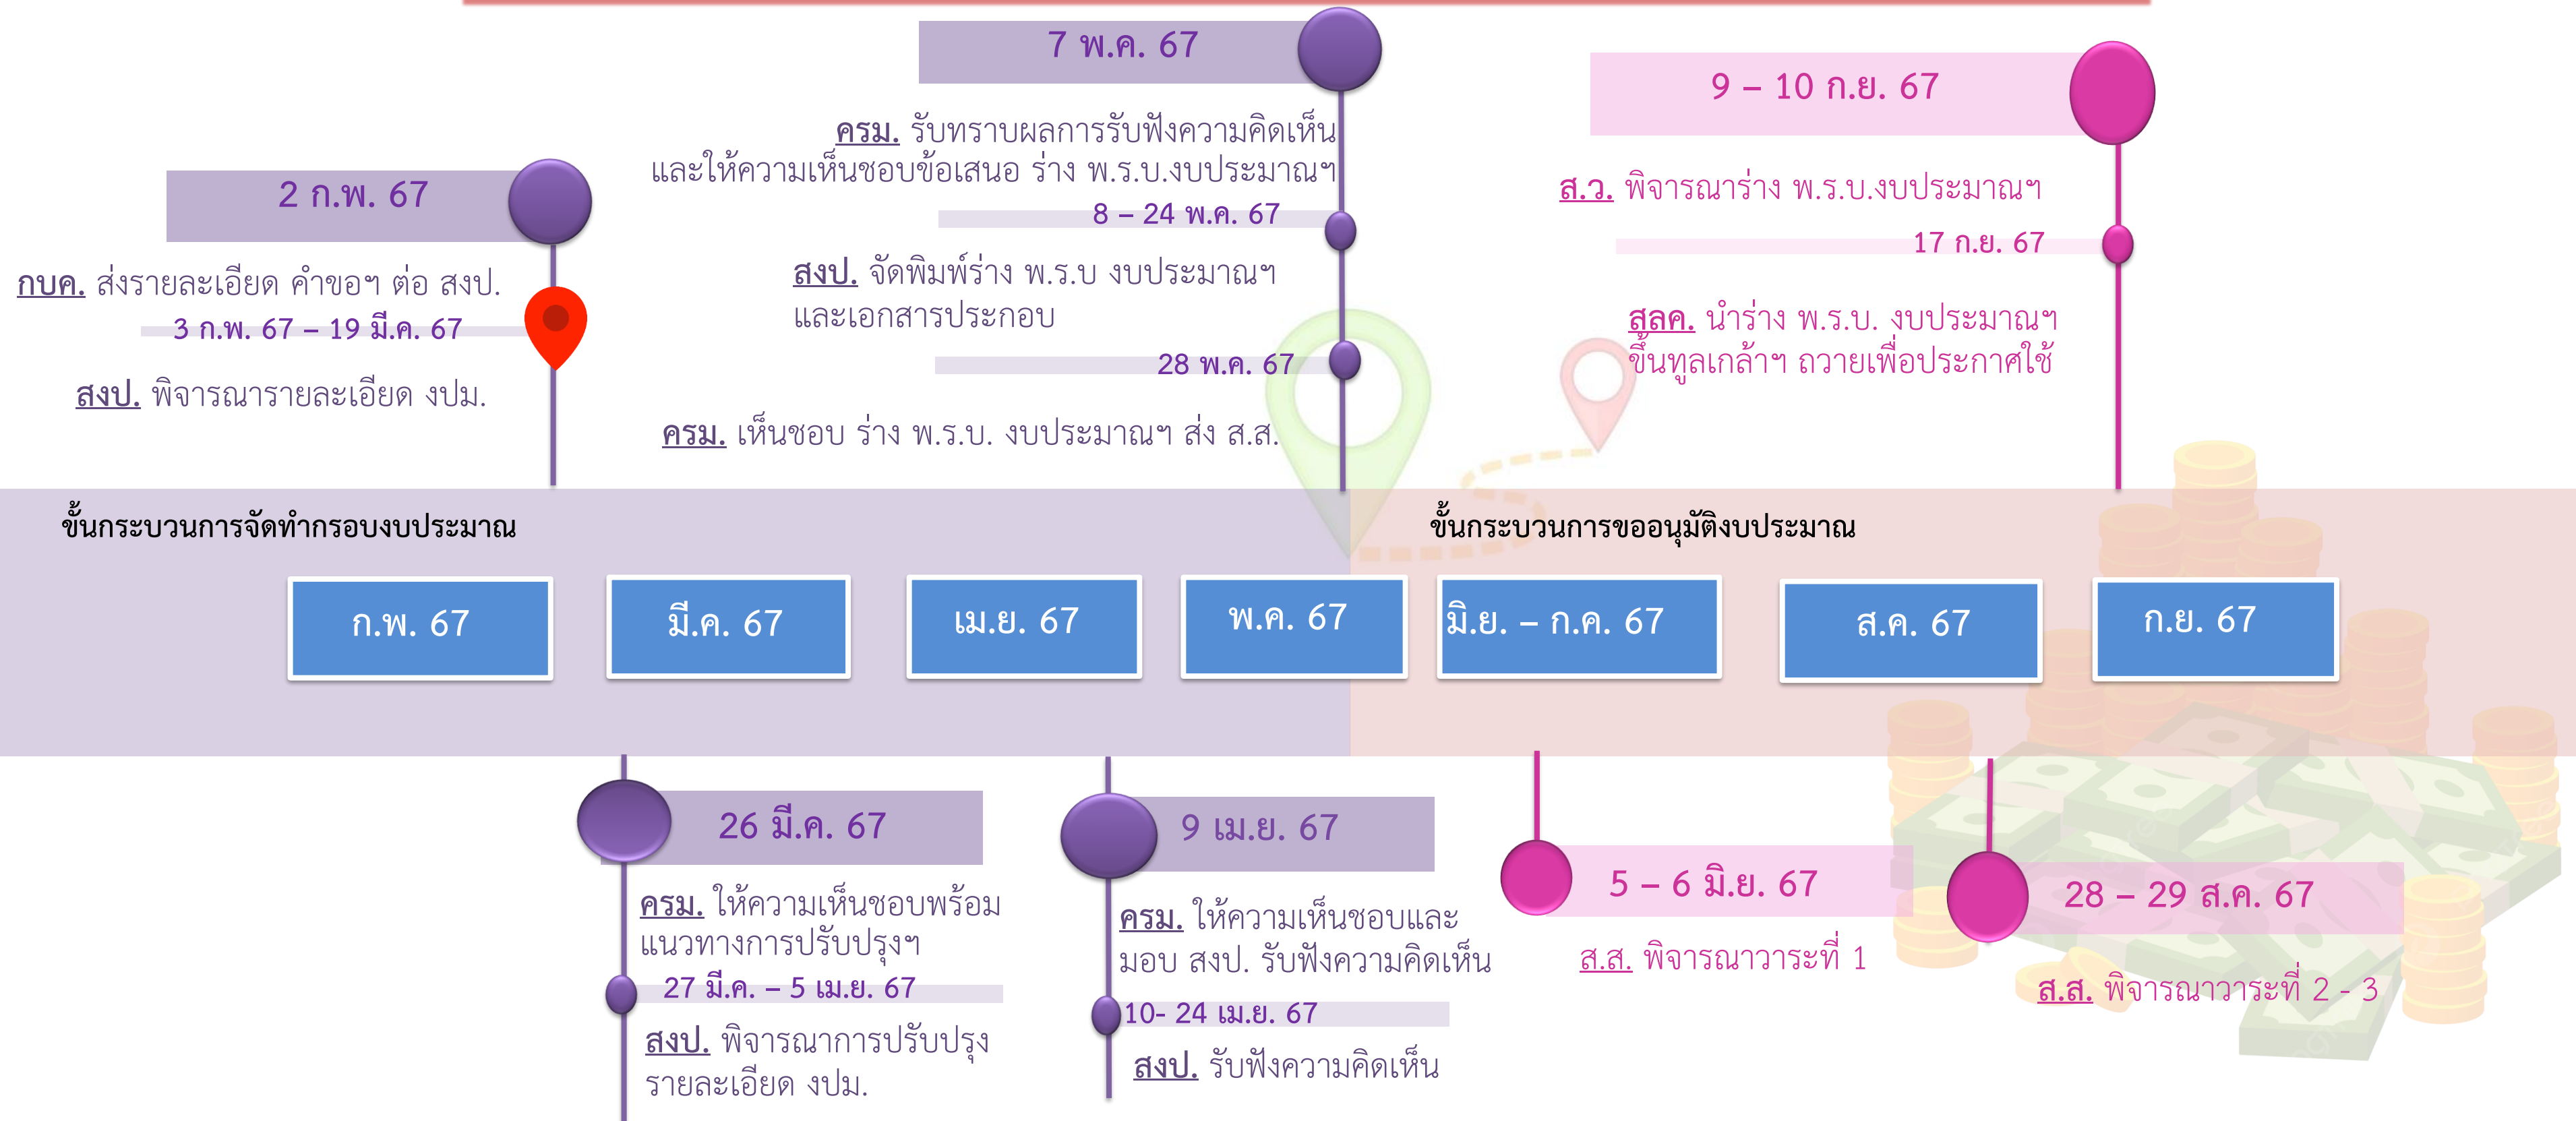 2 ก.พ. 67
กบค. ส่งรายละเอียด คำขอฯ ต่อ สงป.
3 ก.พ. 67 – 19 มี.ค. 67
สงป. พิจารณารายละเอียด งปม.
7 พ.ค. 67
ครม. รับทราบผลการรับฟังความคิดเห็น
และให้ความเห็นชอบข้อเสนอ ร่าง พ.ร.บ.งบประมาณฯ
8 – 24 พ.ค. 67
สงป. จัดพิมพ์ร่าง พ.ร.บ งบประมาณฯ
และเอกสารประกอบ
28 พ.ค. 67
ครม. เห็นชอบ ร่าง พ.ร.บ. งบประมาณฯ ส่ง ส.ส.
9 – 10 ก.ย. 67
ส.ว. พิจารณาร่าง พ.ร.บ.งบประมาณฯ
17 ก.ย. 67
สลค. นำร่าง พ.ร.บ. งบประมาณฯ
ขึ้นทูลเกล้าฯ ถวายเพื่อประกาศใช้
ขั้นกระบวนการจัดทำกรอบงบประมาณ
ขั้นกระบวนการขออนุมัติงบประมาณ
ก.พ. 67
มี.ค. 67
เม.ย. 67
พ.ค. 67
มิ.ย. – ก.ค. 67
ส.ค. 67
ก.ย. 67
26 มี.ค. 67
ครม. ให้ความเห็นชอบพร้อม
แนวทางการปรับปรุงฯ
27 มี.ค. – 5 เม.ย. 67
สงป. พิจารณาการปรับปรุง
รายละเอียด งปม.
9 เม.ย. 67
ครม. ให้ความเห็นชอบและ
มอบ สงป. รับฟังความคิดเห็น
10- 24 เม.ย. 67
สงป. รับฟังความคิดเห็น
5 – 6 มิ.ย. 67
ส.ส. พิจารณาวาระที่ 1
28 – 29 ส.ค. 67
ส.ส. พิจารณาวาระที่ 2 - 3